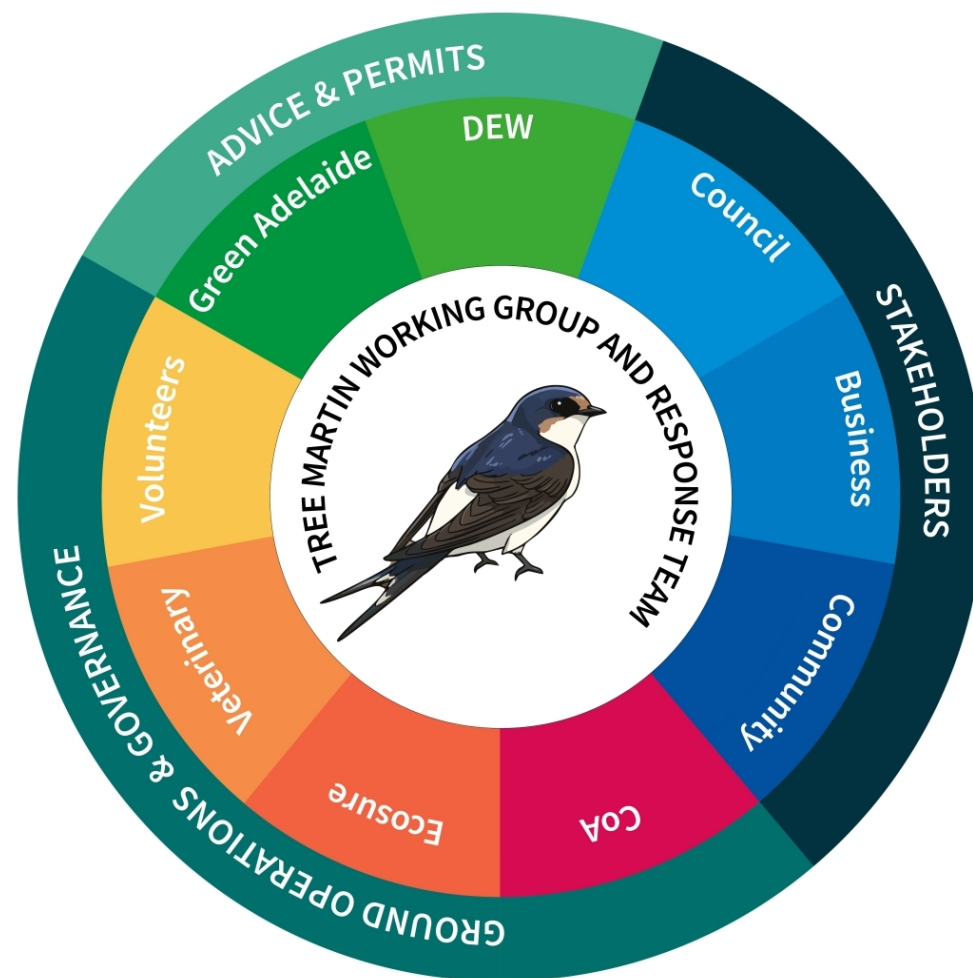 ADVICE & PERMITS
STAKEHOLDERS
GROUND OPERATIONS & GOVERNANCE
DEW
Council
Business
Community
CoA
Ecosure
Veterinary
Volunteers
Green Adelaide
TREE MARTIN WORKING GROUP AND RESPONSE TEAM